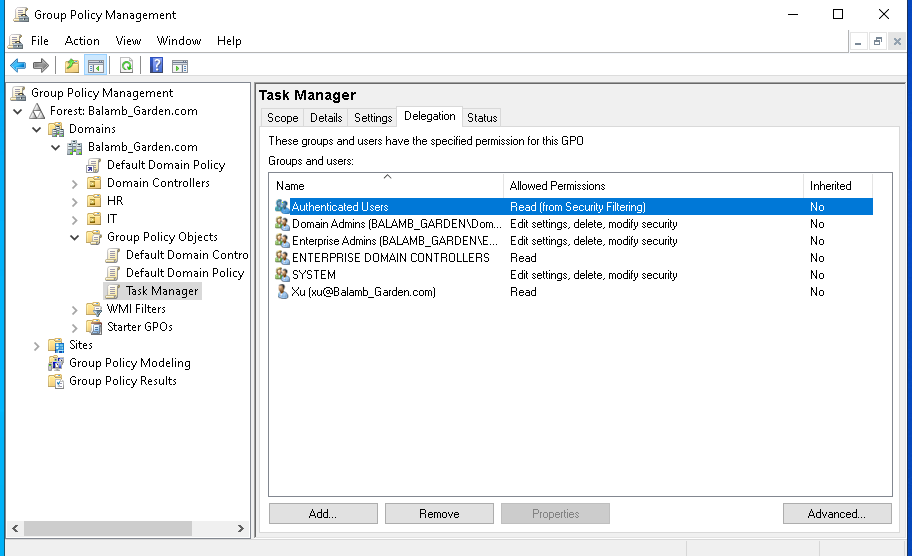 Group Policy Management
File Action View Window Help
Group Policy Management
Forest: Balamb_Garden.com
Domains
Balamb_Garden.com
Default Domain Policy
Domain Controllers
HR
IT
Group Policy Objects
Default Domain Contro
Default Domain Policy
Task Manager
WMI Filters
Starter GPOs
Sites
Group Policy Modeling
Group Policy Results
Task Manager
Scope Details Settings Delegation Status
These groups and users have the specified permission for this GPO
Groups and users:
Name Allowed Permissions Inherited
Authenticated Users Read (from Security Filtering) No
Domain Admins (BALAMB_GARDEN\Dom... Edit settings, delete, modify security No
Enterprise Admins (BALAMB_GARDEN\E... Edit settings, delete, modify security No
ENTERPRISE DOMAIN CONTROLLERS Read No
SYSTEM Edit settings, delete, modify security No
Xu (xu@Balamb_Garden.com) Read No
Add... Remove Properties Advanced...